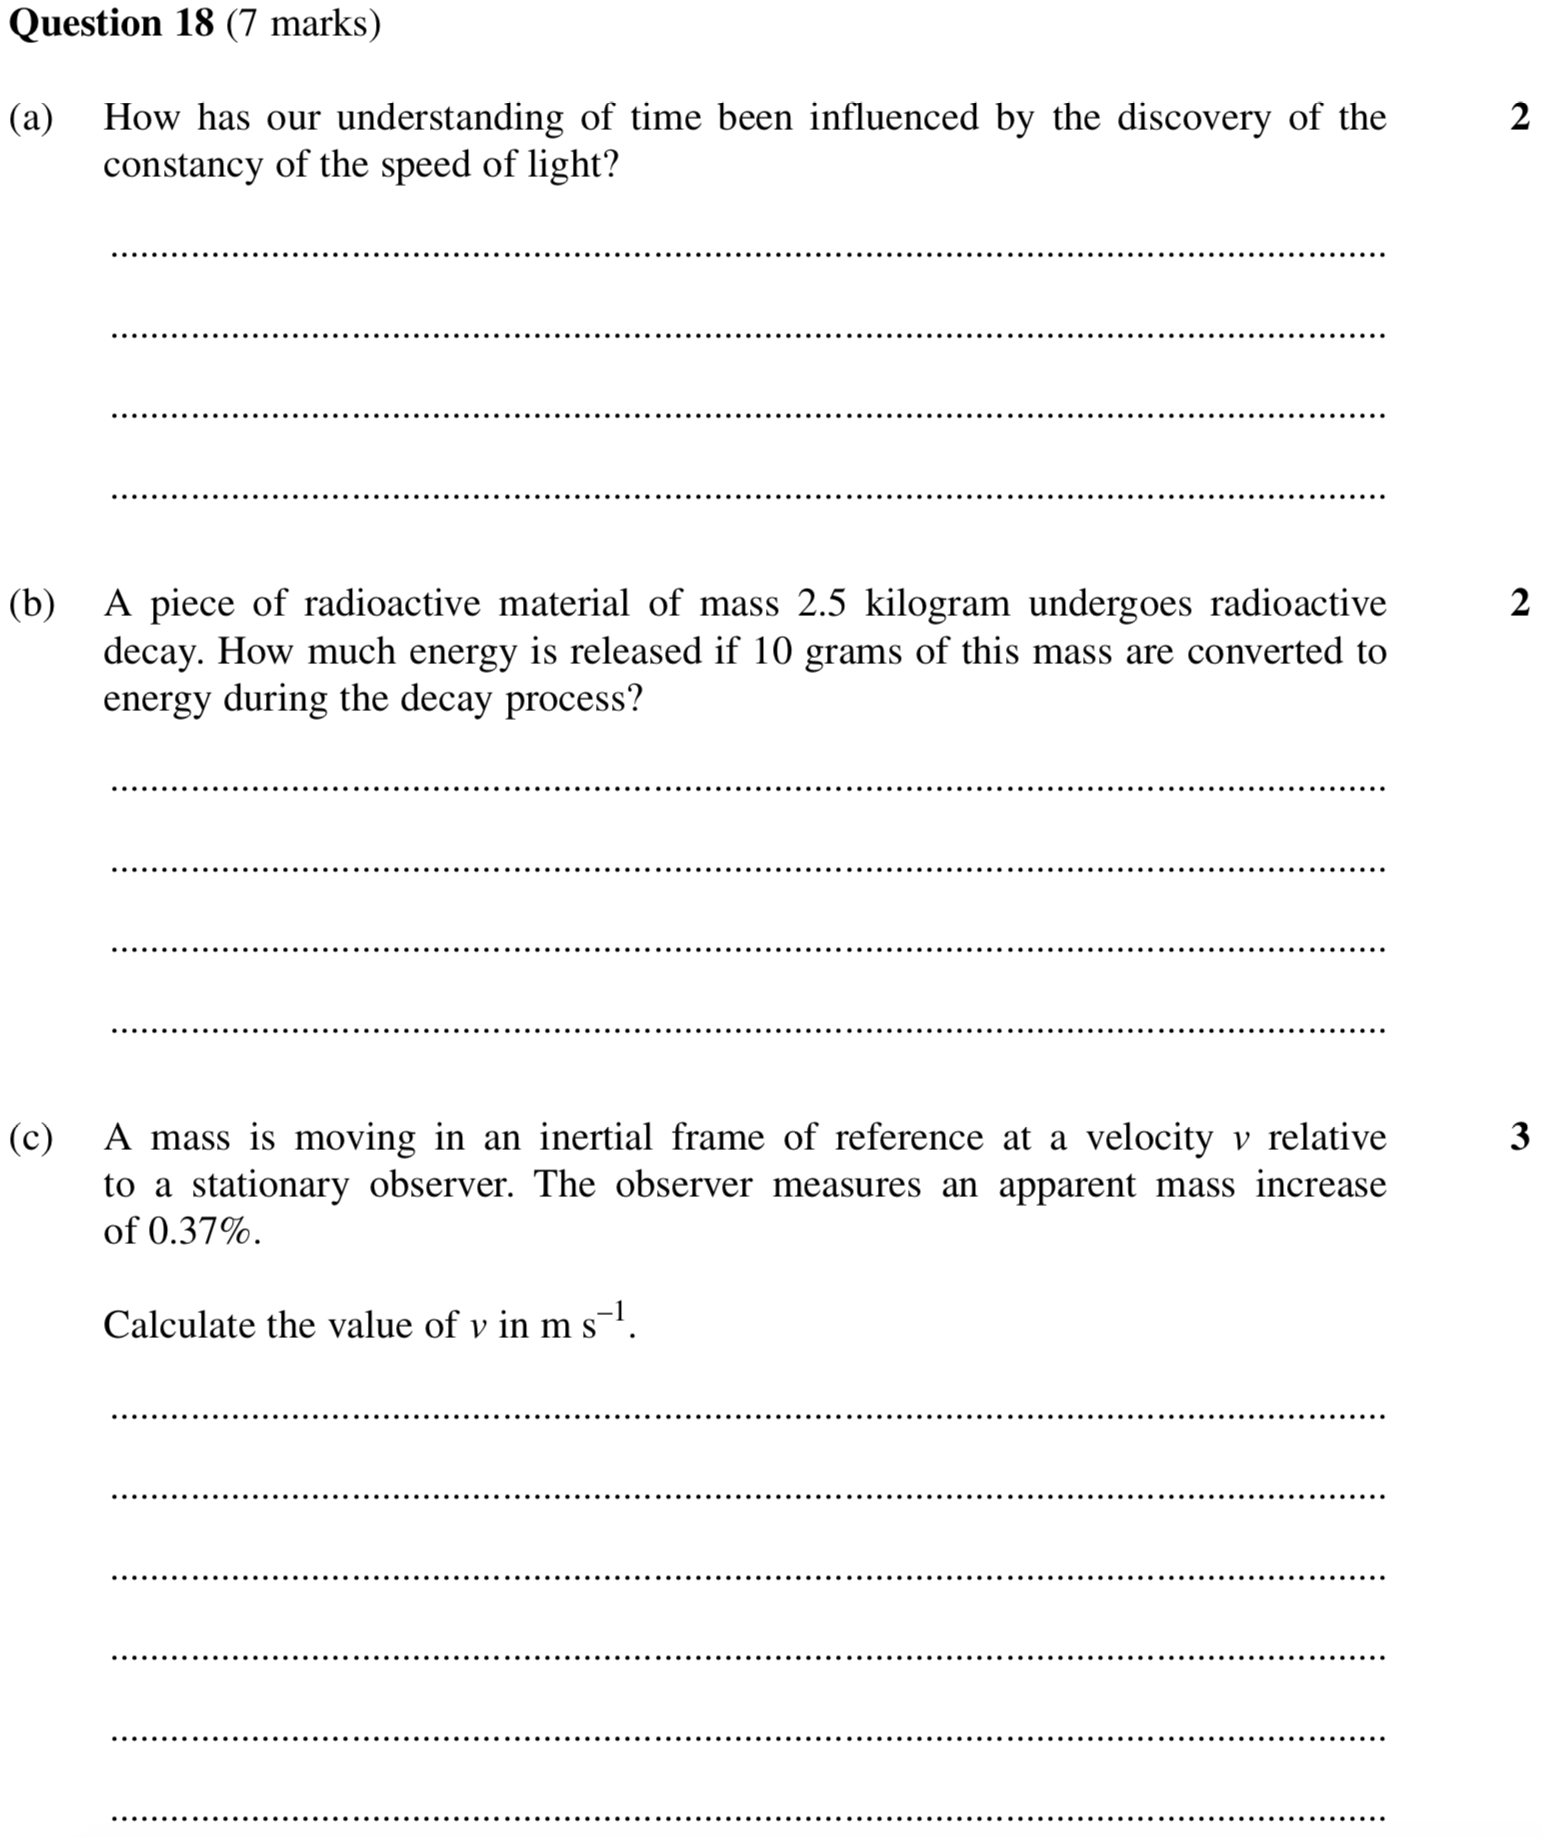 Question 18 (7 marks)
(a) How has our understanding of time been influenced by the discovery of the 2
constancy of the speed of light?
................................................................................
................................................................................
................................................................................
................................................................................
(b) A piece of radioactive material of mass 2.5 kilogram undergoes radioactive 2
decay. How much energy is released if 10 grams of this mass are converted to
energy during the decay process?
................................................................................
................................................................................
................................................................................
................................................................................
(c) A mass is moving in an inertial frame of reference at a velocity v relative 3
to a stationary observer. The observer measures an apparent mass increase
of 0.37%.
Calculate the value of v in m s⁻¹.
................................................................................
................................................................................
................................................................................
................................................................................
................................................................................
................................................................................